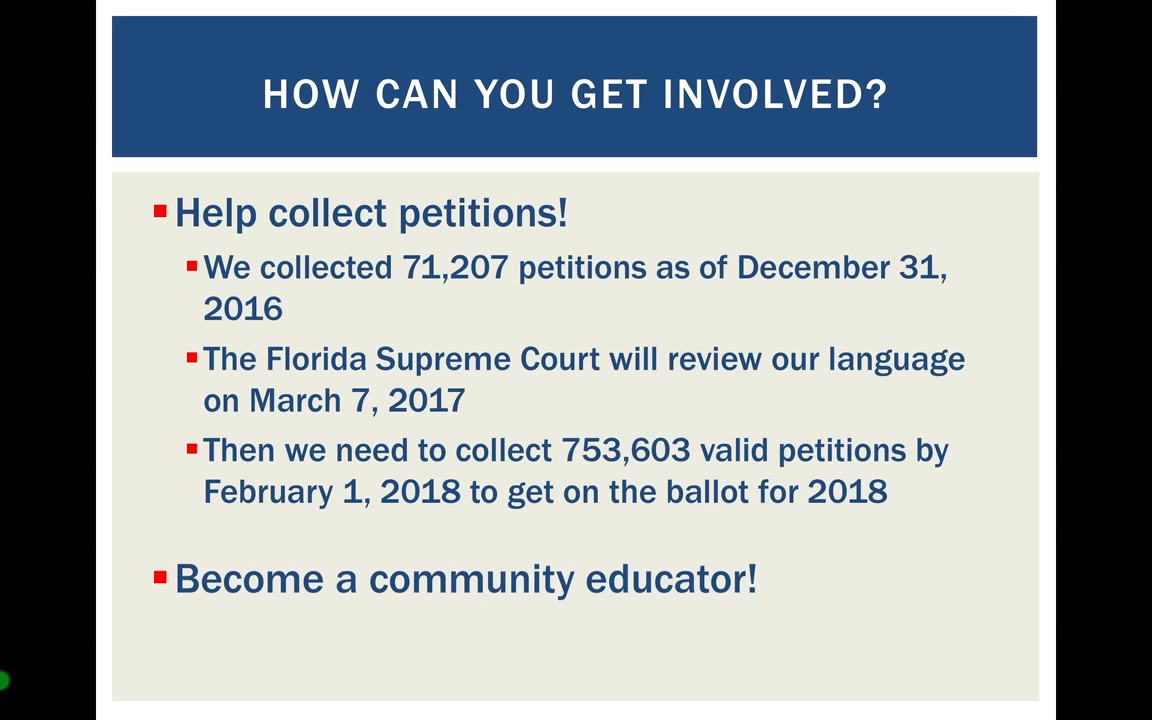 HOW CAN YOU GET INVOLVED?
Help collect petitions!
We collected 71,207 petitions as of December 31,
2016
The Florida Supreme Court will review our language
on March 7, 2017
Then we need to collect 753,603 valid petitions by
February 1, 2018 to get on the ballot for 2018
Become a community educator!